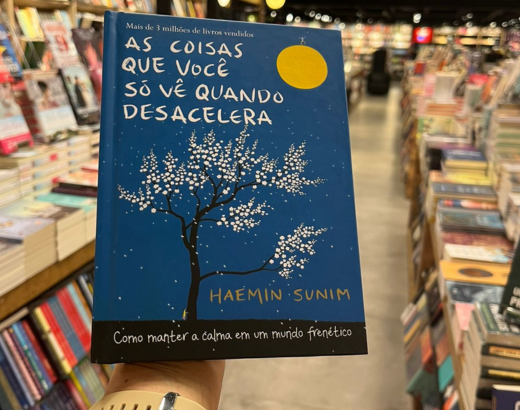 Mais de 3 milhões de livros vendidos
AS COISAS
QUE VOCÊ
SÓ VÊ QUANDO
DESACELERA
HAEMIN SUNIM
Como manter a calma em um mundo frenético